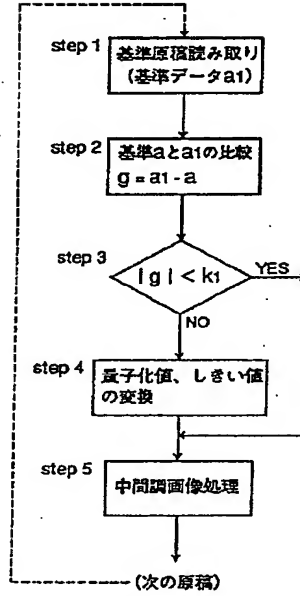 step 1
基準原稿読み取り
(基準データa1)
step 2
基準aとa1の比較
g = a1 - a
step 3
| g | < k1
YES
NO
step 4
量子化値、しきい値
の変換
step 5
中間調画像処理
(次の原稿)